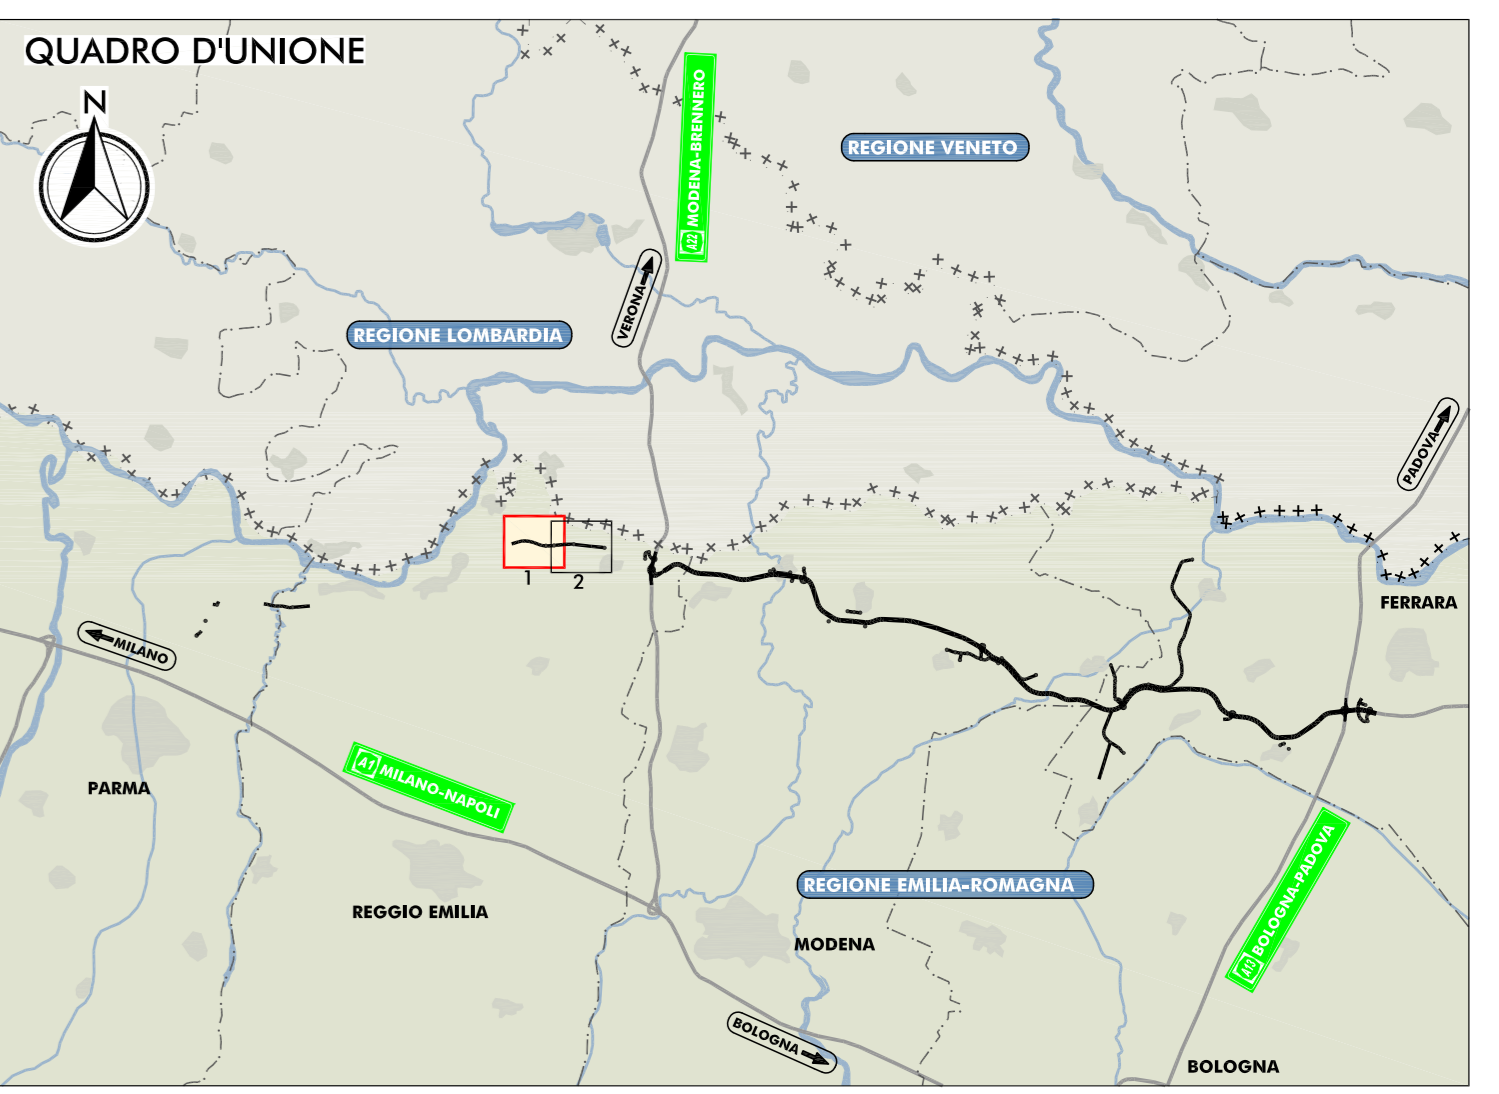 QUADRO D'UNIONE
N
A22 MODENA-BRENNERO
REGIONE VENETO
VERONA
REGIONE LOMBARDIA
PADOVA
1
2
FERRARA
MILANO
PARMA
A1 MILANO-NAPOLI
A13 BOLOGNA-PADOVA
REGIONE EMILIA-ROMAGNA
REGGIO EMILIA
MODENA
BOLOGNA
BOLOGNA